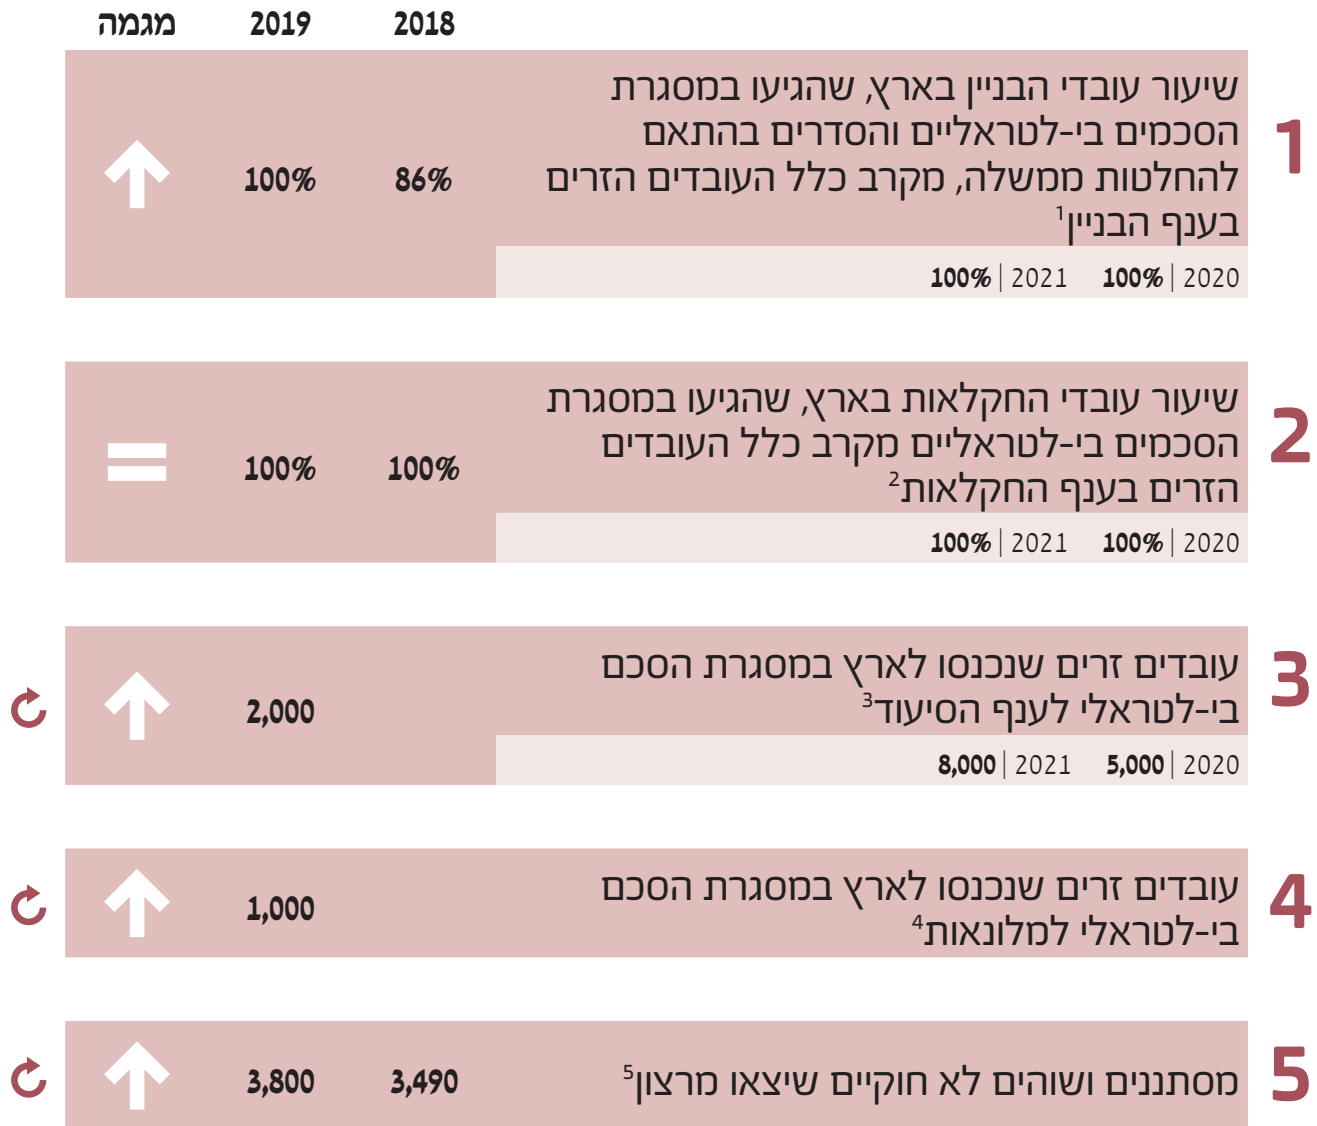 2018 2019 מגמה
1
שיעור עובדי הבניין בארץ, שהגיעו במסגרת
הסכמים בי-לטראליים והסדרים בהתאם
להחלטות ממשלה, מקרב כלל העובדים הזרים
בענף הבניין1
86% 100%
2020 | 100% 2021 | 100%
2
שיעור עובדי החקלאות בארץ, שהגיעו במסגרת
הסכמים בי-לטראליים מקרב כלל העובדים
הזרים בענף החקלאות2
100% 100% =
2020 | 100% 2021 | 100%
3
עובדים זרים שנכנסו לארץ במסגרת הסכם
בי-לטראלי לענף הסיעוד3
2,000
2020 | 5,000 2021 | 8,000
4
עובדים זרים שנכנסו לארץ במסגרת הסכם
בי-לטראלי למלונאות4
1,000
5
מסתננים ושוהים לא חוקיים שיצאו מרצון5
3,490 3,800